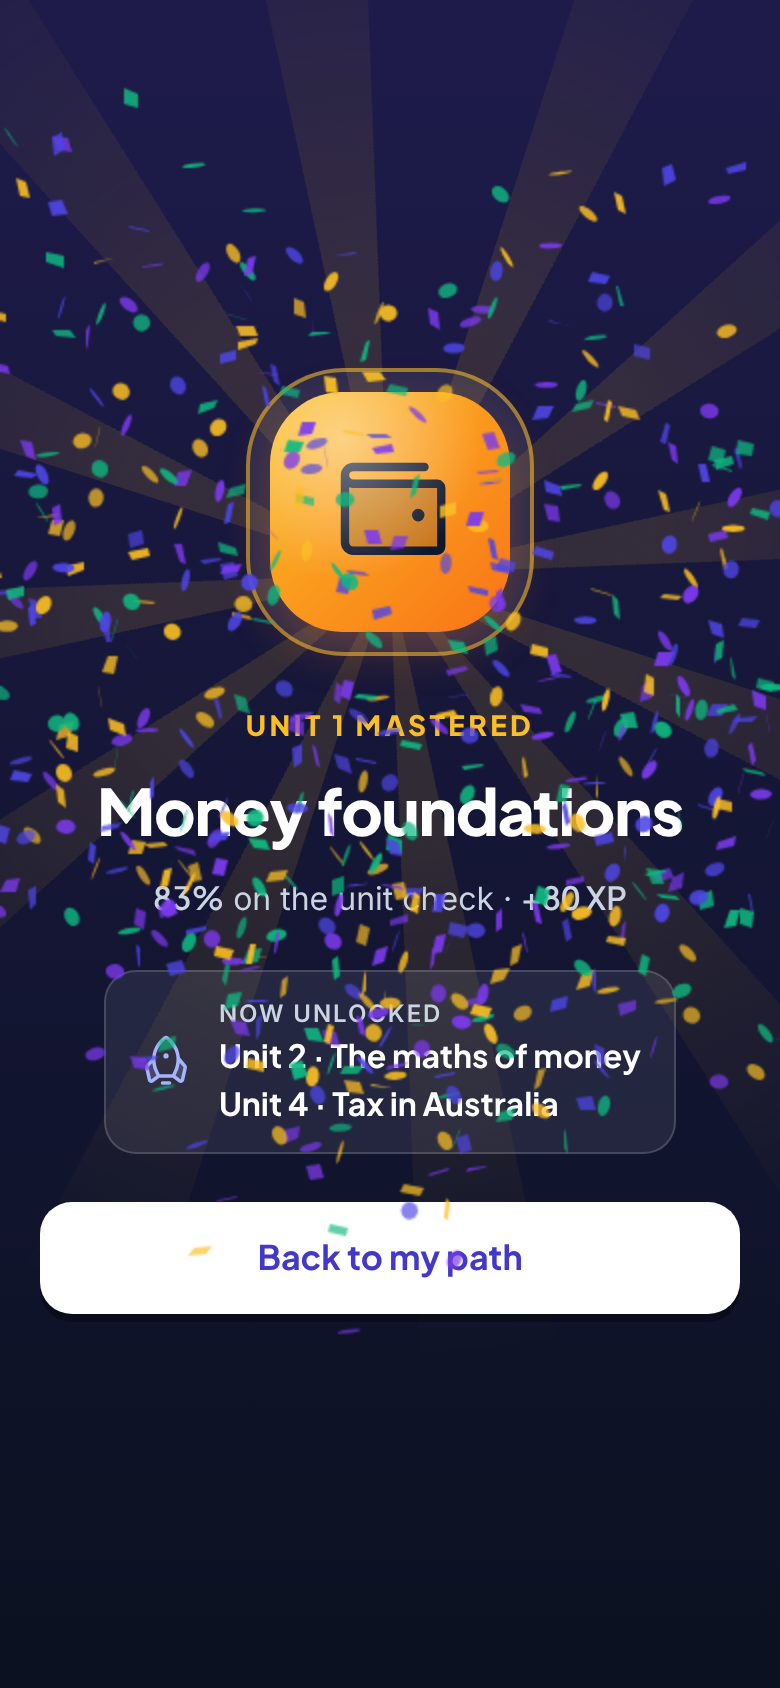 UNIT 1 MASTERED
Money foundations
83% on the unit check · +80 XP
NOW UNLOCKED
Unit 2 · The maths of money
Unit 4 · Tax in Australia
Back to my path